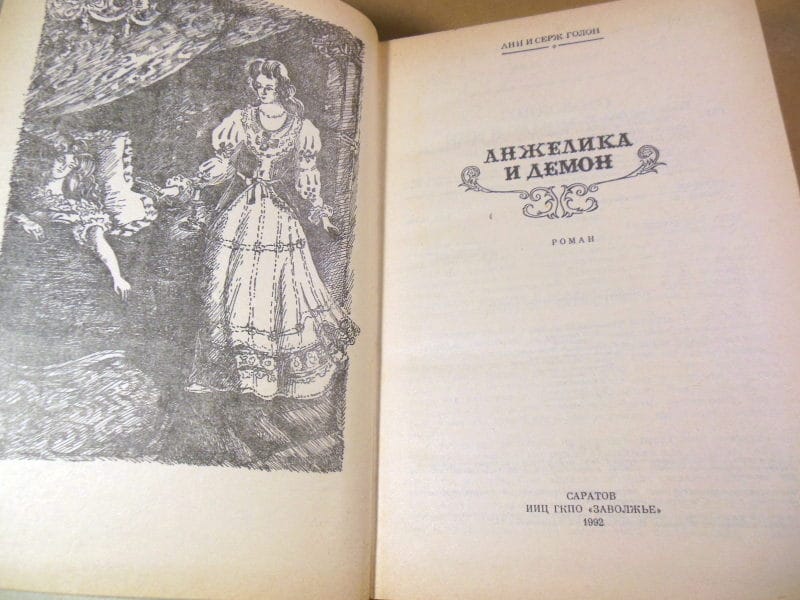 АНН И СЕРЖ ГОЛОН
АНЖЕЛИКА
И ДЕМОН
РОМАН
САРАТОВ
ИИЦ ГКПО «ЗАВОЛЖЬЕ»
1992